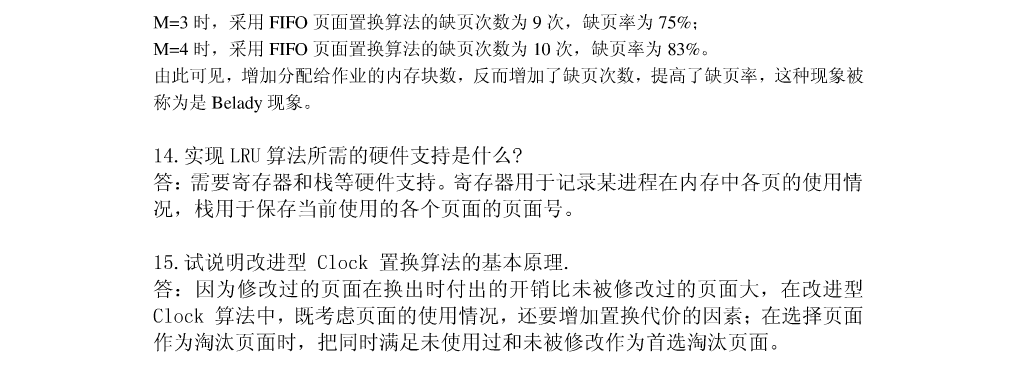 M=3 时，采用 FIFO 页面置换算法的缺页次数为 9 次，缺页率为 75%；
M=4 时，采用 FIFO 页面置换算法的缺页次数为 10 次，缺页率为 83%。
由此可见，增加分配给作业的内存块数，反而增加了缺页次数，提高了缺页率，这种现象被
称为是 Belady 现象。
14.实现 LRU 算法所需的硬件支持是什么?
答：需要寄存器和栈等硬件支持。寄存器用于记录某进程在内存中各页的使用情
况，栈用于保存当前使用的各个页面的页面号。
15.试说明改进型 Clock 置换算法的基本原理.
答：因为修改过的页面在换出时付出的开销比未被修改过的页面大，在改进型
Clock 算法中，既考虑页面的使用情况，还要增加置换代价的因素；在选择页面
作为淘汰页面时，把同时满足未使用过和未被修改作为首选淘汰页面。